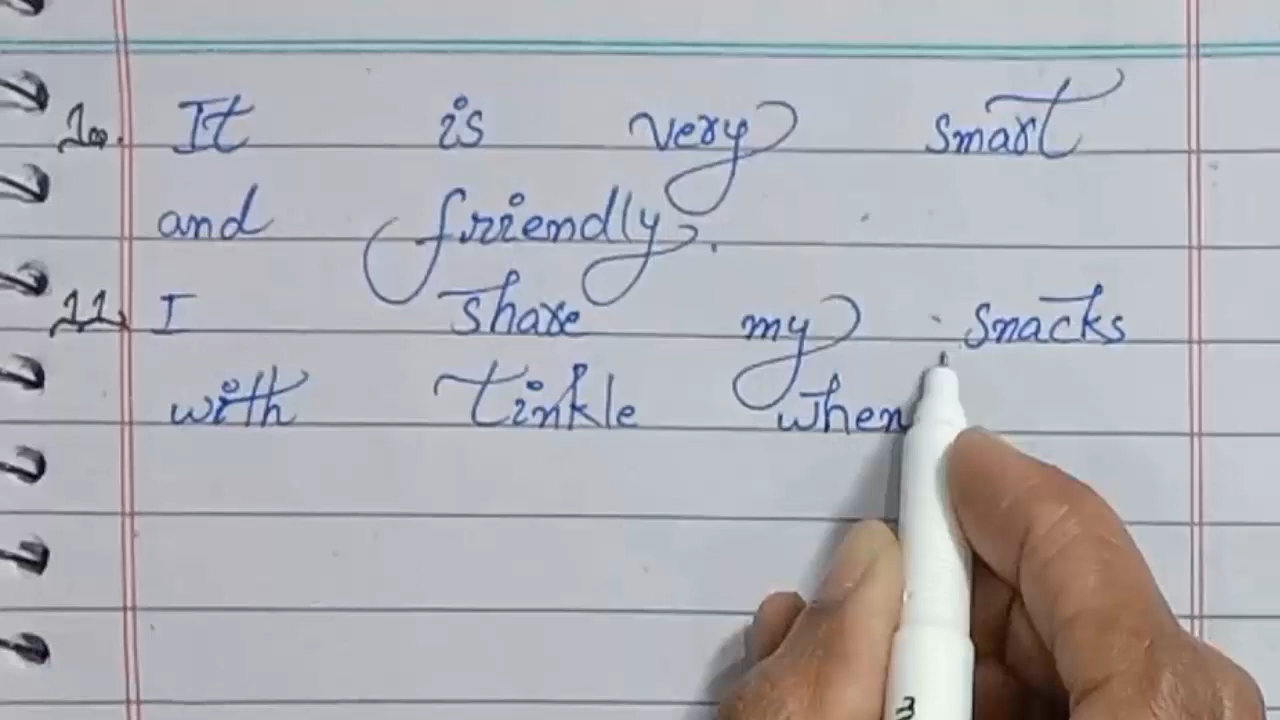 10. It is very smart
and friendly.
11. I share my snacks
with Tinkle when